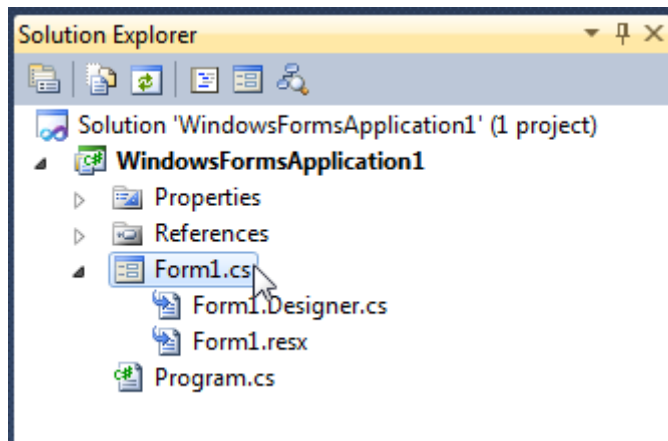 Solution Explorer
Solution 'WindowsFormsApplication1' (1 project)
C#
WindowsFormsApplication1
Properties
References
Form1.cs
Form1.Designer.cs
Form1.resx
C#
Program.cs